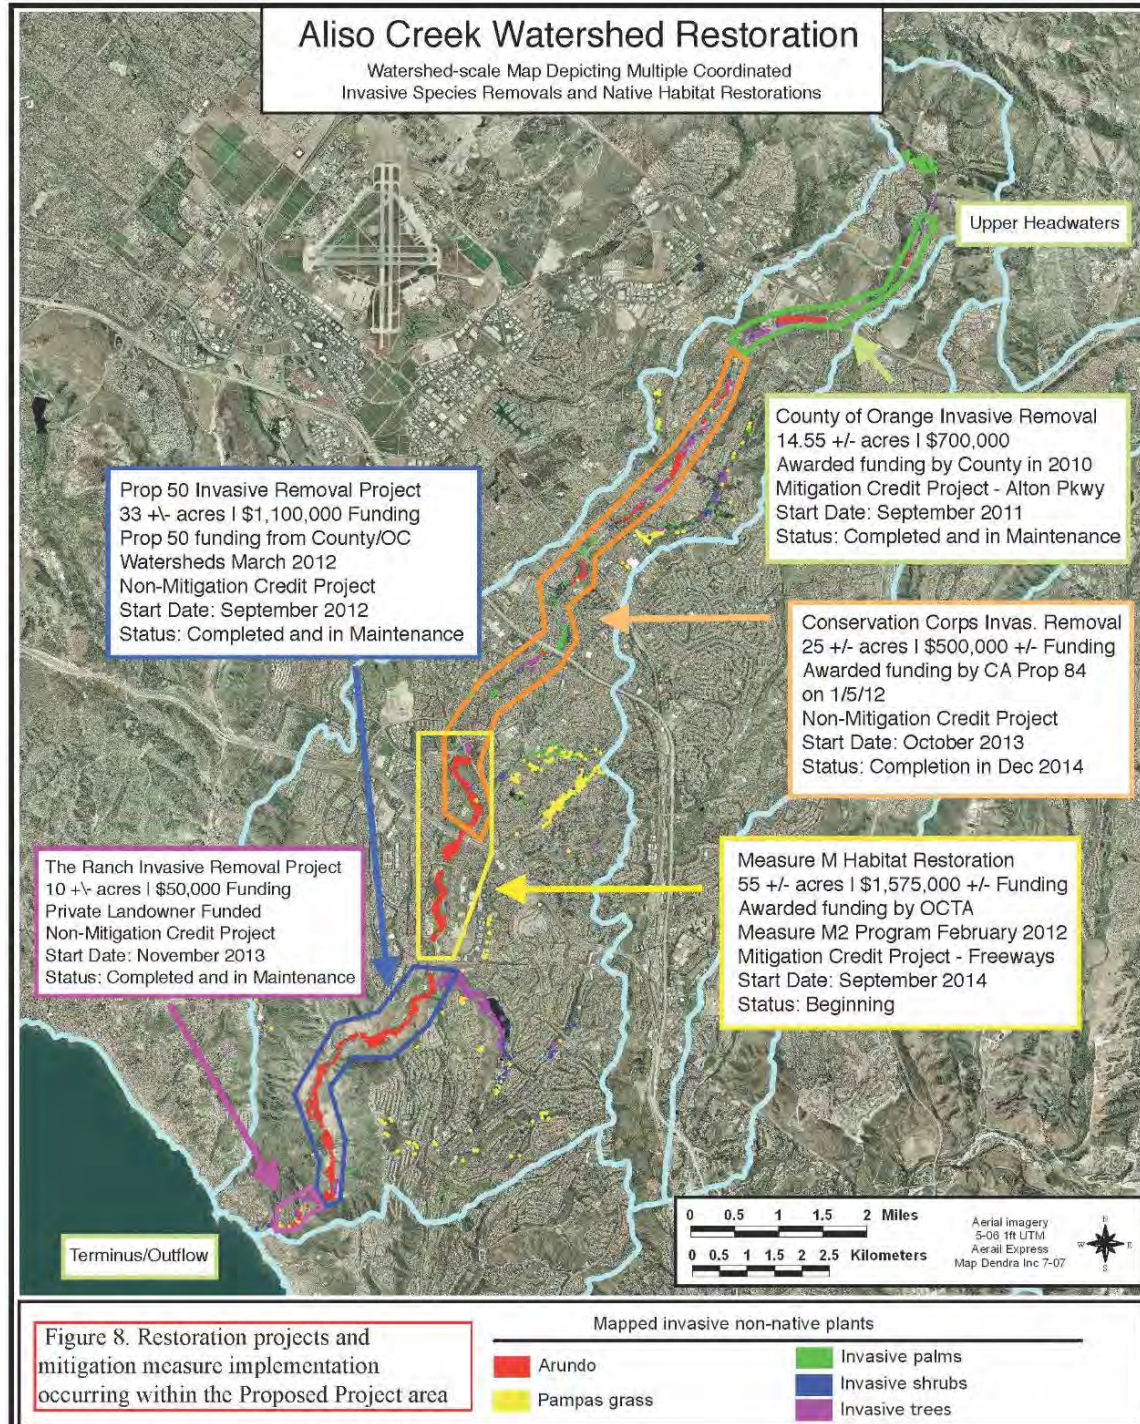 Aliso Creek Watershed Restoration
Watershed-scale Map Depicting Multiple Coordinated
Invasive Species Removals and Native Habitat Restorations
Upper Headwaters
County of Orange Invasive Removal
14.55 +/- acres | $700,000
Awarded funding by County in 2010
Mitigation Credit Project - Alton Pkwy
Start Date: September 2011
Status: Completed and in Maintenance
Prop 50 Invasive Removal Project
33 +\- acres | $1,100,000 Funding
Prop 50 funding from County/OC
Watersheds March 2012
Non-Mitigation Credit Project
Start Date: September 2012
Status: Completed and in Maintenance
Conservation Corps Invas. Removal
25 +/- acres | $500,000 +/- Funding
Awarded funding by CA Prop 84
on 1/5/12
Non-Mitigation Credit Project
Start Date: October 2013
Status: Completion in Dec 2014
The Ranch Invasive Removal Project
10 +\- acres | $50,000 Funding
Private Landowner Funded
Non-Mitigation Credit Project
Start Date: November 2013
Status: Completed and in Maintenance
Measure M Habitat Restoration
55 +/- acres | $1,575,000 +/- Funding
Awarded funding by OCTA
Measure M2 Program February 2012
Mitigation Credit Project - Freeways
Start Date: September 2014
Status: Beginning
Terminus/Outflow
0 0.5 1 1.5 2 Miles
0 0.5 1 1.5 2 2.5 Kilometers
Aerial imagery
5-06 1ft UTM
Aerail Express
Map Dendra Inc 7-07
N
W E
S
Figure 8. Restoration projects and
mitigation measure implementation
occurring within the Proposed Project area
Mapped invasive non-native plants
Arundo
Pampas grass
Invasive palms
Invasive shrubs
Invasive trees